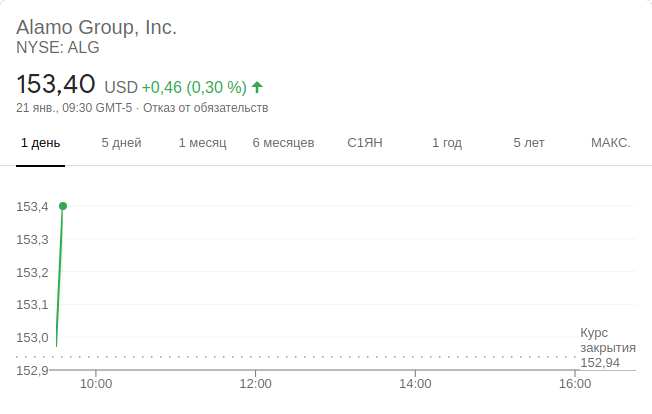 Alamo Group, Inc.
NYSE: ALG
153,40 USD +0,46 (0,30 %)
21 янв., 09:30 GMT-5 · Отказ от обязательств
1 день 5 дней 1 месяц 6 месяцев С1ЯН 1 год 5 лет МАКС.
153,4
153,3
153,2
153,1
153,0
152,9
Курс
закрытия
152,94
10:00 12:00 14:00 16:00